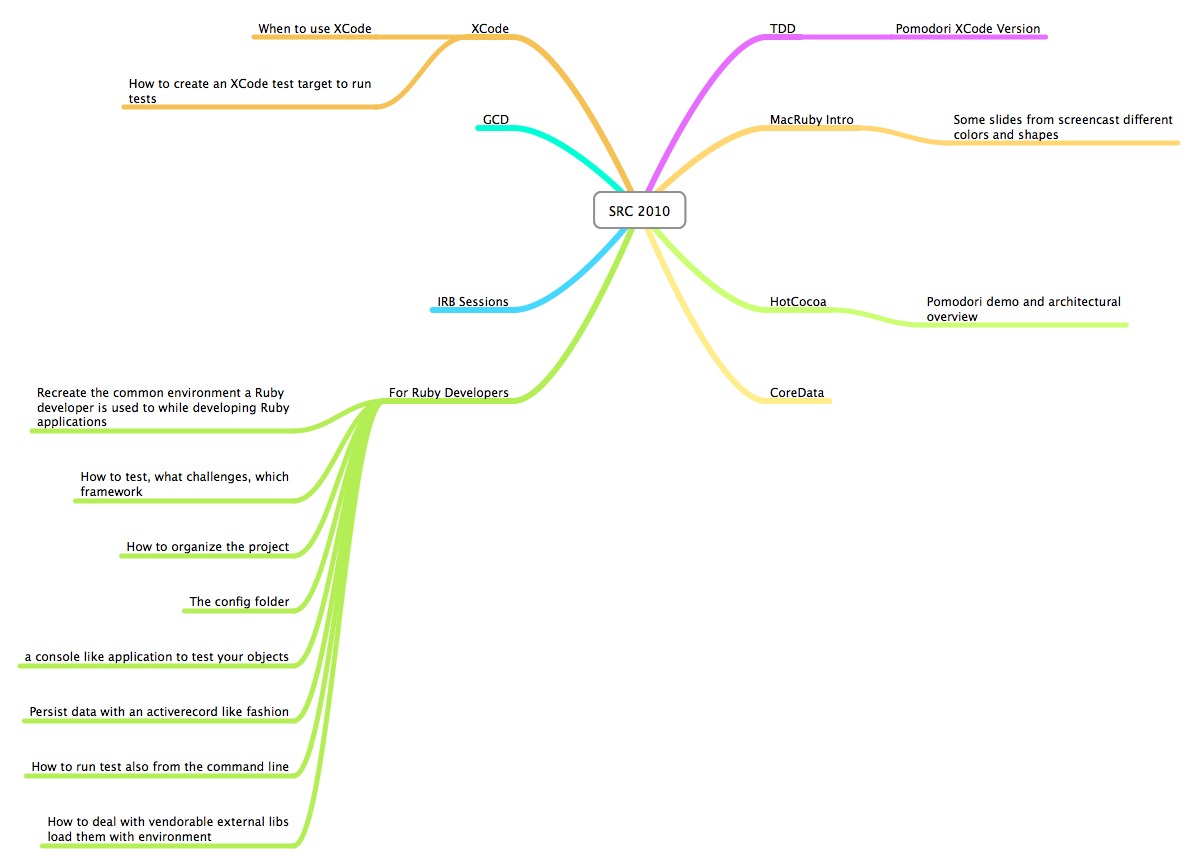 SRC 2010
TDD
Pomodori XCode Version
MacRuby Intro
Some slides from screencast different
colors and shapes
HotCocoa
Pomodori demo and architectural
overview
CoreData
XCode
When to use XCode
How to create an XCode test target to run
tests
GCD
IRB Sessions
For Ruby Developers
Recreate the common environment a Ruby
developer is used to while developing Ruby
applications
How to test, what challenges, which
framework
How to organize the project
The config folder
a console like application to test your objects
Persist data with an activerecord like fashion
How to run test also from the command line
How to deal with vendorable external libs
load them with environment